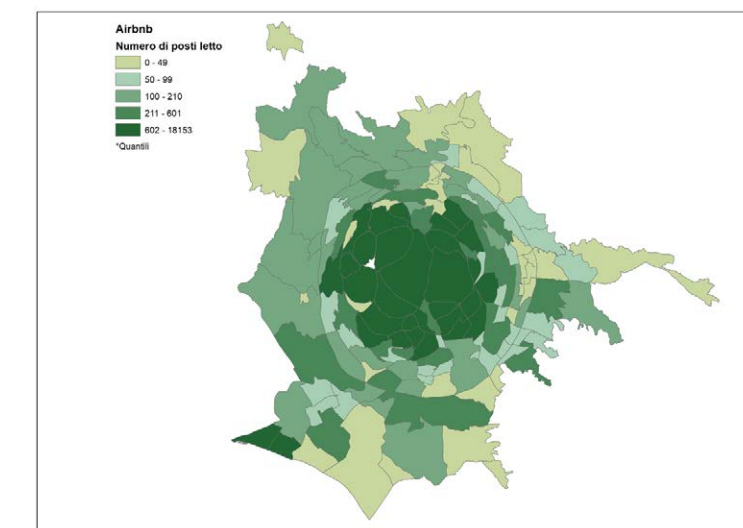 Airbnb
Numero di posti letto
0 - 49
50 - 99
100 - 210
211 - 601
602 - 18153
*Quantili